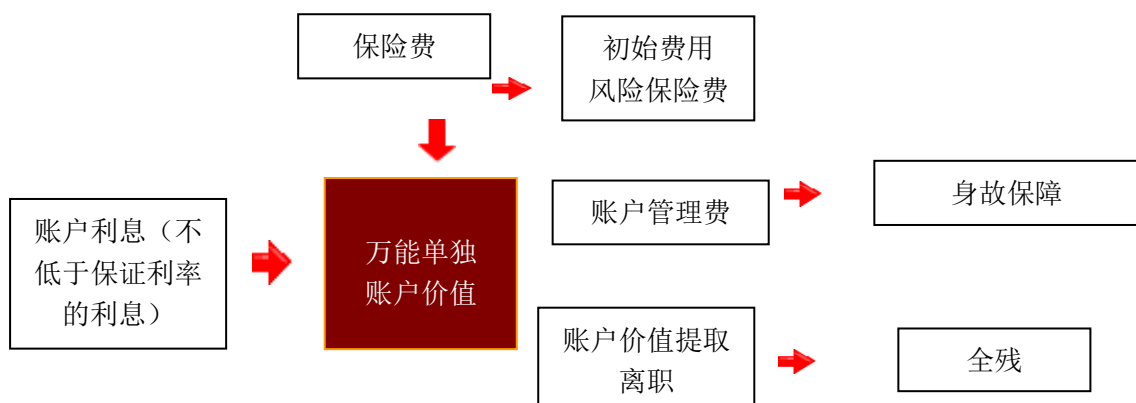 保险费
初始费用
风险保险费
账户管理费
身故保障
账户利息（不
低于保证利率
的利息）
万能单独
账户价值
账户价值提取
离职
全残